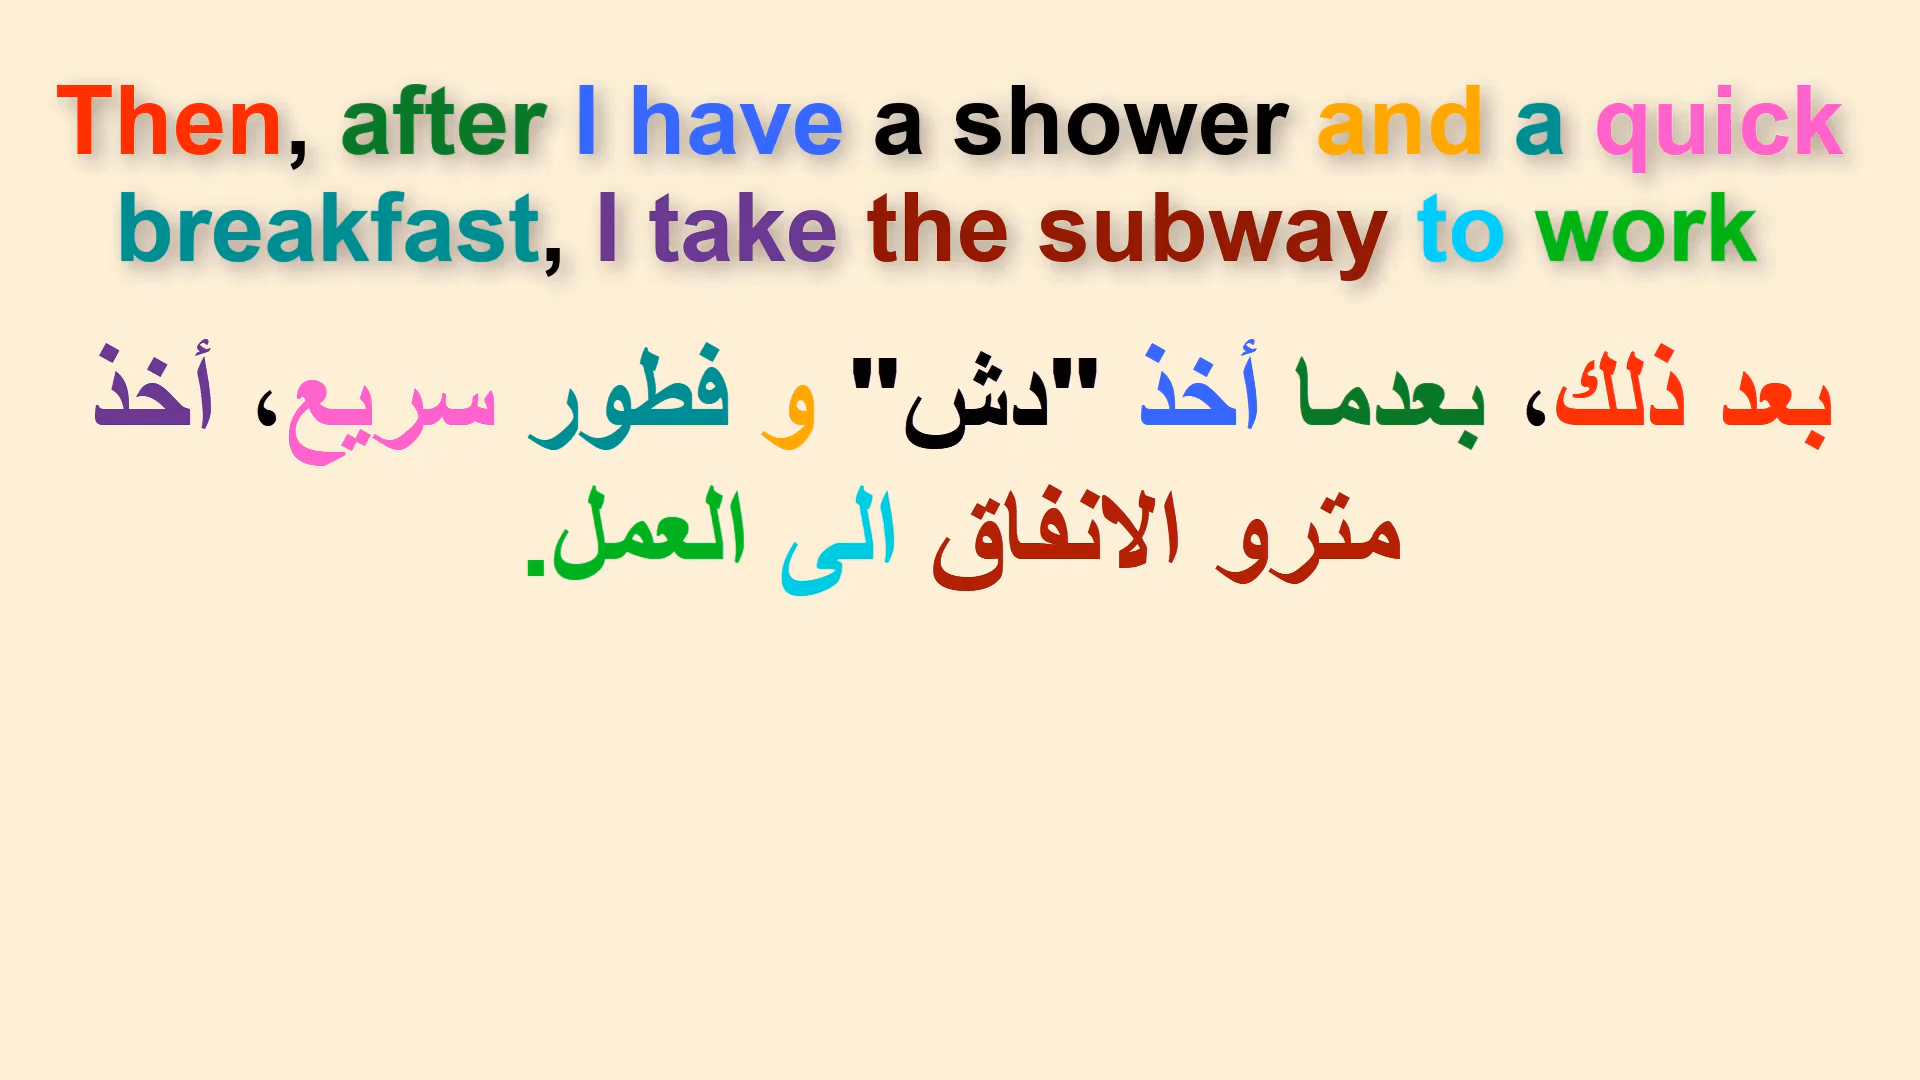 Then, after I have a shower and a quick
breakfast, I take the subway to work
بعد ذلك، بعدما أخذ "دش" و فظور سريع، أخذ
مترو الانفاق الى العمل.